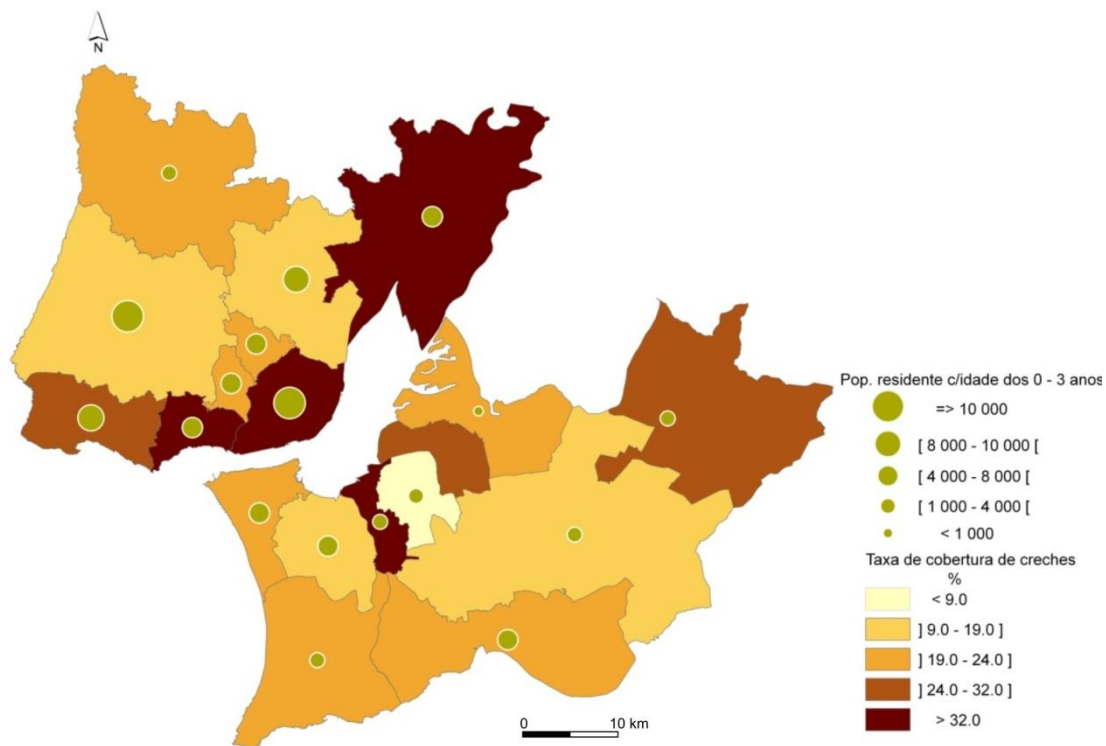 N
Pop. residente c/idade dos 0 - 3 anos
=> 10 000
[ 8 000 - 10 000 [
[ 4 000 - 8 000 [
[ 1 000 - 4 000 [
< 1 000
Taxa de cobertura de creches
%
< 9.0
] 9.0 - 19.0 ]
] 19.0 - 24.0 ]
] 24.0 - 32.0 ]
> 32.0
0 10 km